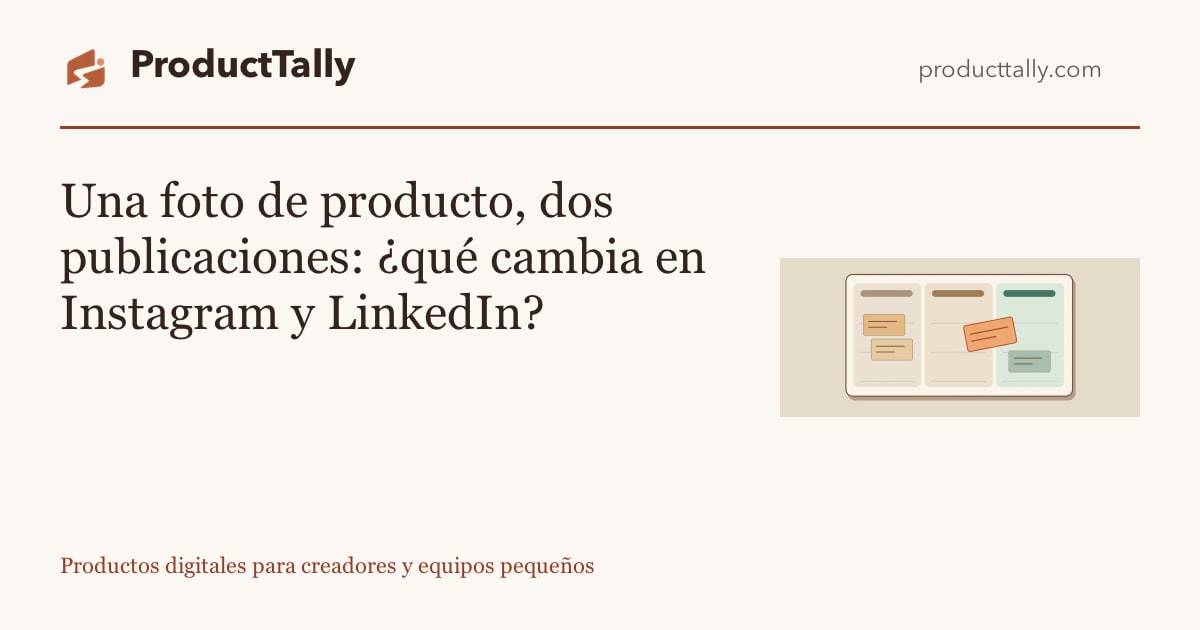 ProductTally
producttally.com
Una foto de producto, dos
publicaciones: ¿qué cambia en
Instagram y LinkedIn?
Productos digitales para creadores y equipos pequeños